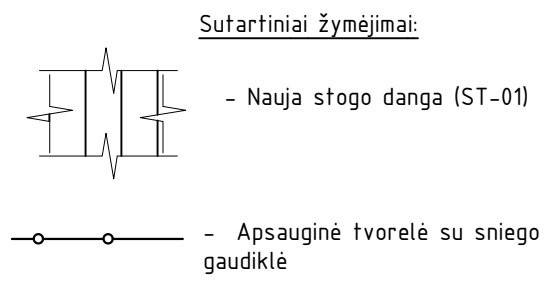 Sutartiniai žymėjimai:
- Nauja stogo danga (ST-01)
- Apsauginė tvorelė su sniego
gaudiklė